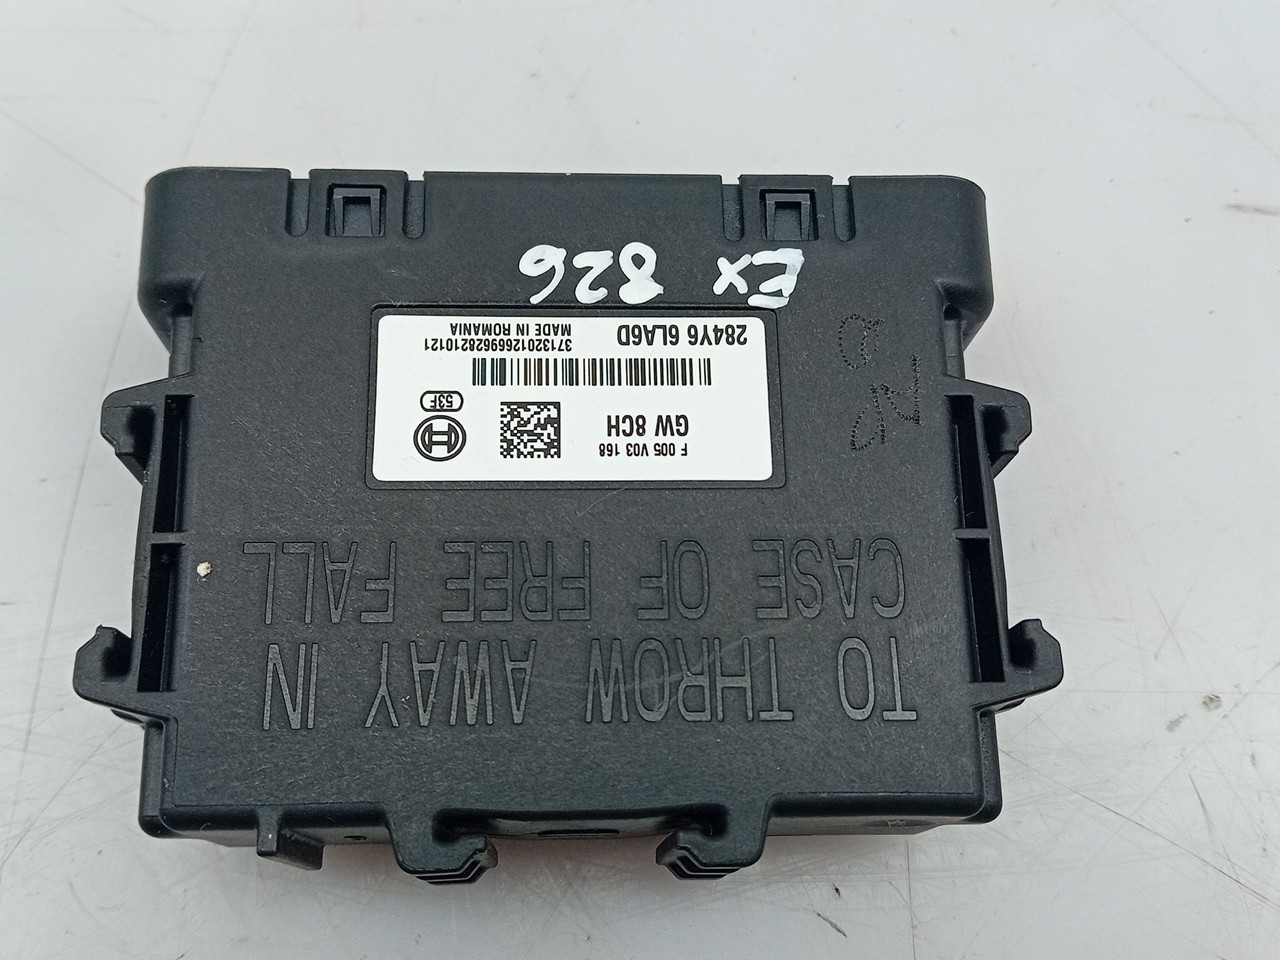 TO THROW AWAY IN
CASE OF FREE FALL
F 005 V03 168
GW 8CH
53F
284Y6 6LA6D
37132012669628210121
MADE IN ROMANIA
Ex 826